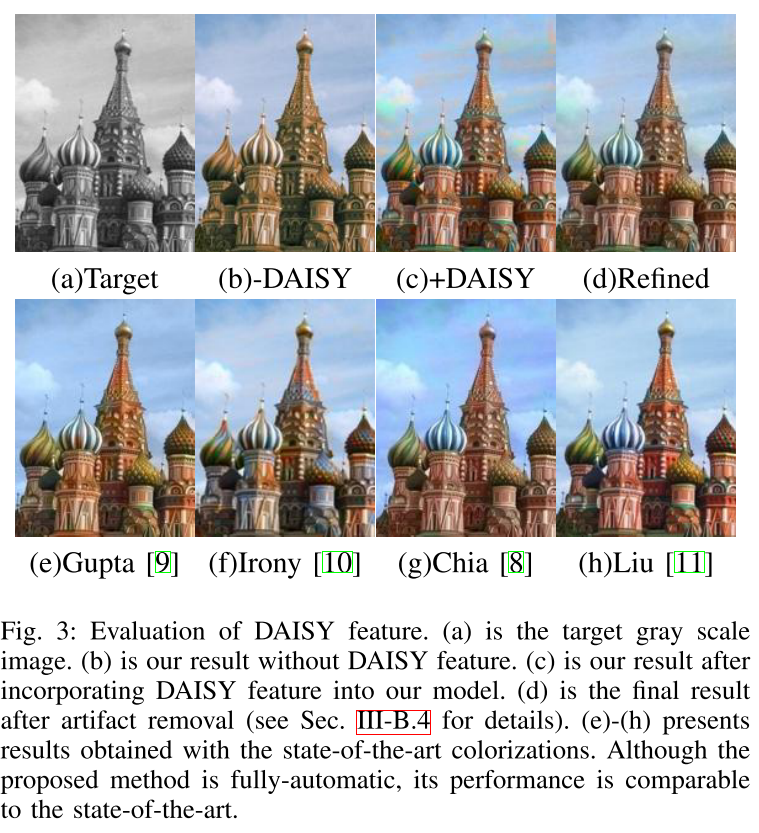 (a)Target (b)-DAISY (c)+DAISY (d)Refined
(e)Gupta [9] (f)Irony [10] (g)Chia [8] (h)Liu [11]
Fig. 3: Evaluation of DAISY feature. (a) is the target gray scale
image. (b) is our result without DAISY feature. (c) is our result after
incorporating DAISY feature into our model. (d) is the final result
after artifact removal (see Sec. III-B.4 for details). (e)-(h) presents
results obtained with the state-of-the-art colorizations. Although the
proposed method is fully-automatic, its performance is comparable
to the state-of-the-art.